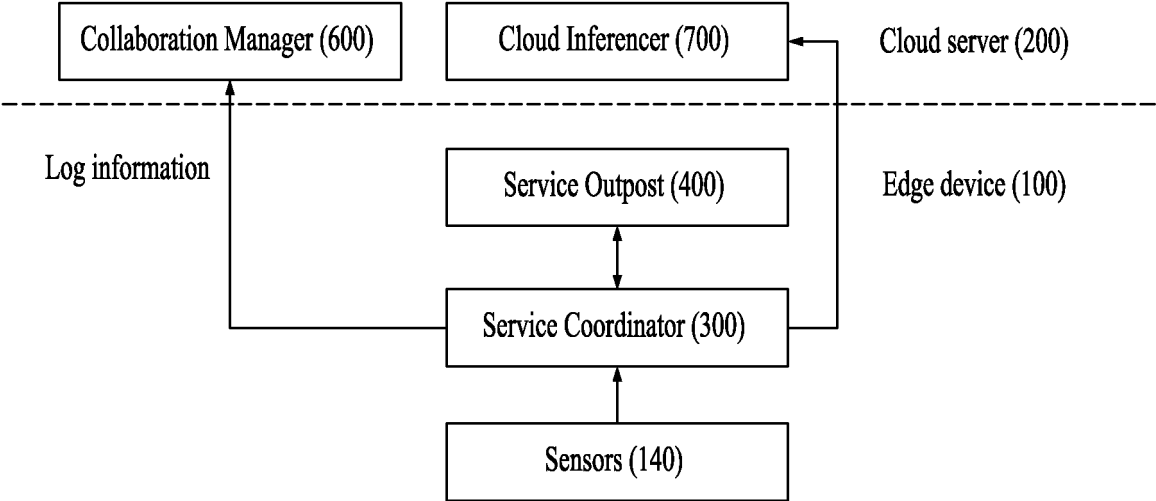 Collaboration Manager (600)
Cloud Inferencer (700)
Cloud server (200)
Log information
Service Outpost (400)
Edge device (100)
Service Coordinator (300)
Sensors (140)